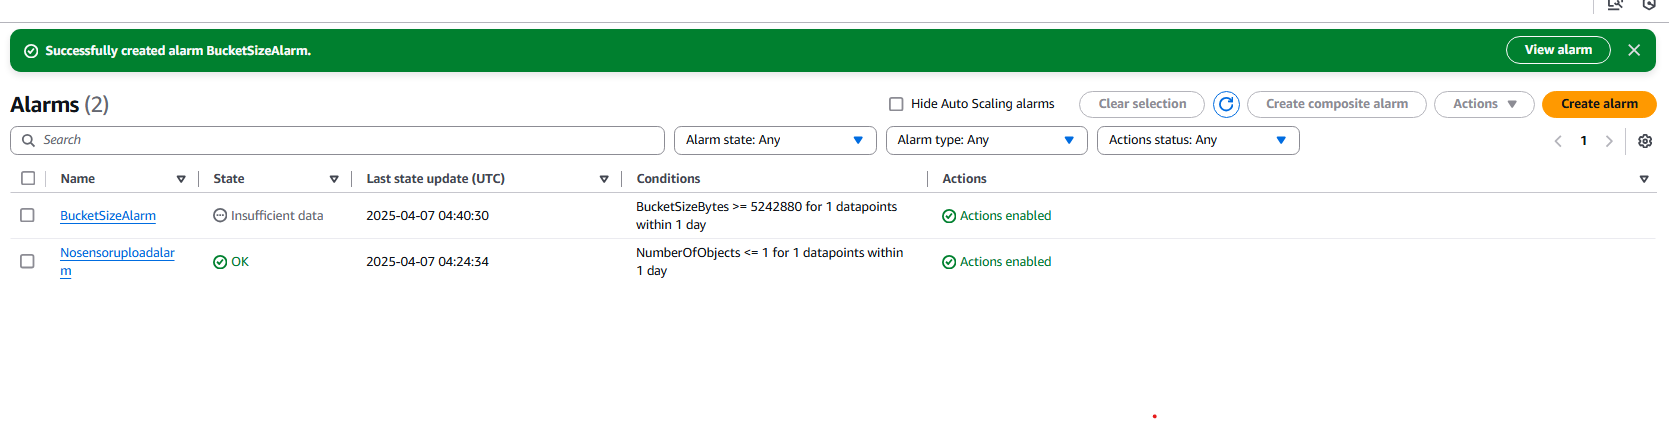 Successfully created alarm BucketSizeAlarm.
View alarm
Alarms (2)
Hide Auto Scaling alarms
Clear selection
Create composite alarm
Actions
Create alarm
Search
Alarm state: Any
Alarm type: Any
Actions status: Any
1
Name
State
Last state update (UTC)
Conditions
Actions
BucketSizeAlarm
Insufficient data
2025-04-07 04:40:30
BucketSizeBytes >= 5242880 for 1 datapoints
within 1 day
Actions enabled
Nosensoruploadalar
m
OK
2025-04-07 04:24:34
NumberOfObjects <= 1 for 1 datapoints within
1 day
Actions enabled